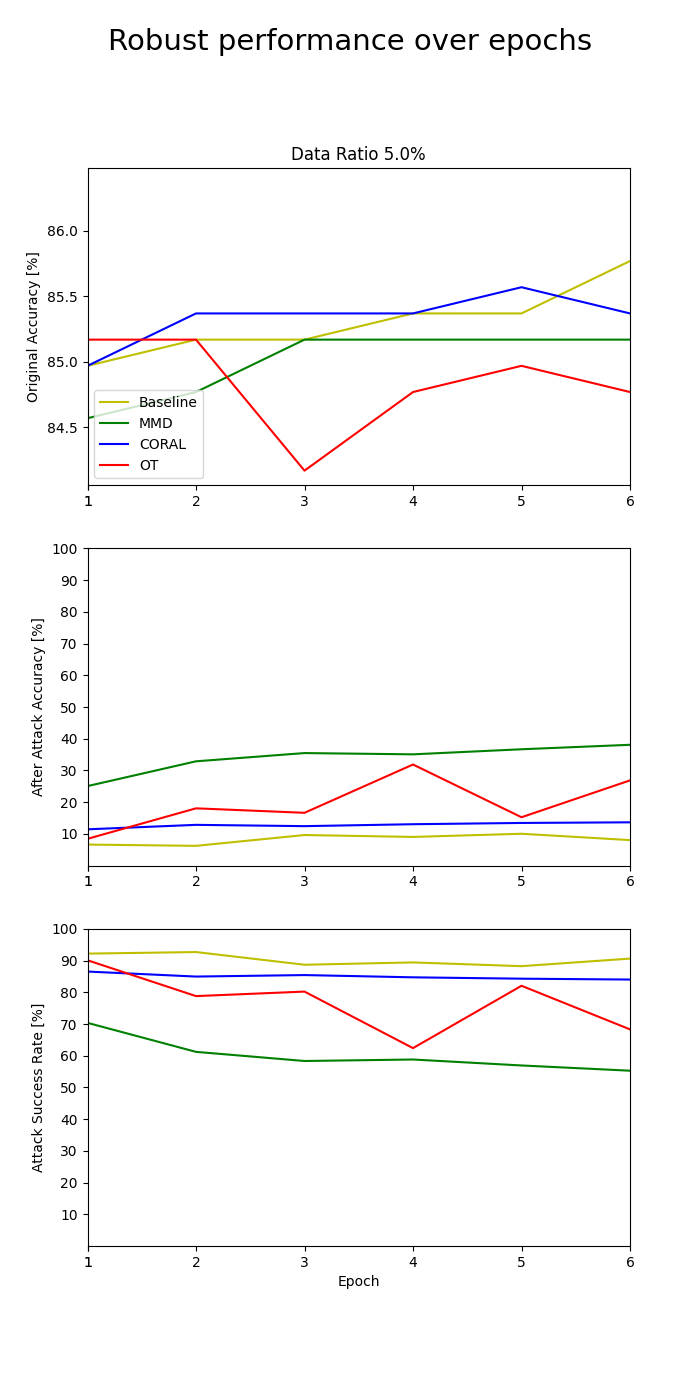 Robust performance over epochs
Data Ratio 5.0%
Original Accuracy [%]
86.0
85.5
85.0
84.5
Baseline
MMD
CORAL
OT
1 2 3 4 5 6
After Attack Accuracy [%]
100
90
80
70
60
50
40
30
20
10
1 2 3 4 5 6
Attack Success Rate [%]
100
90
80
70
60
50
40
30
20
10
1 2 3 4 5 6
Epoch